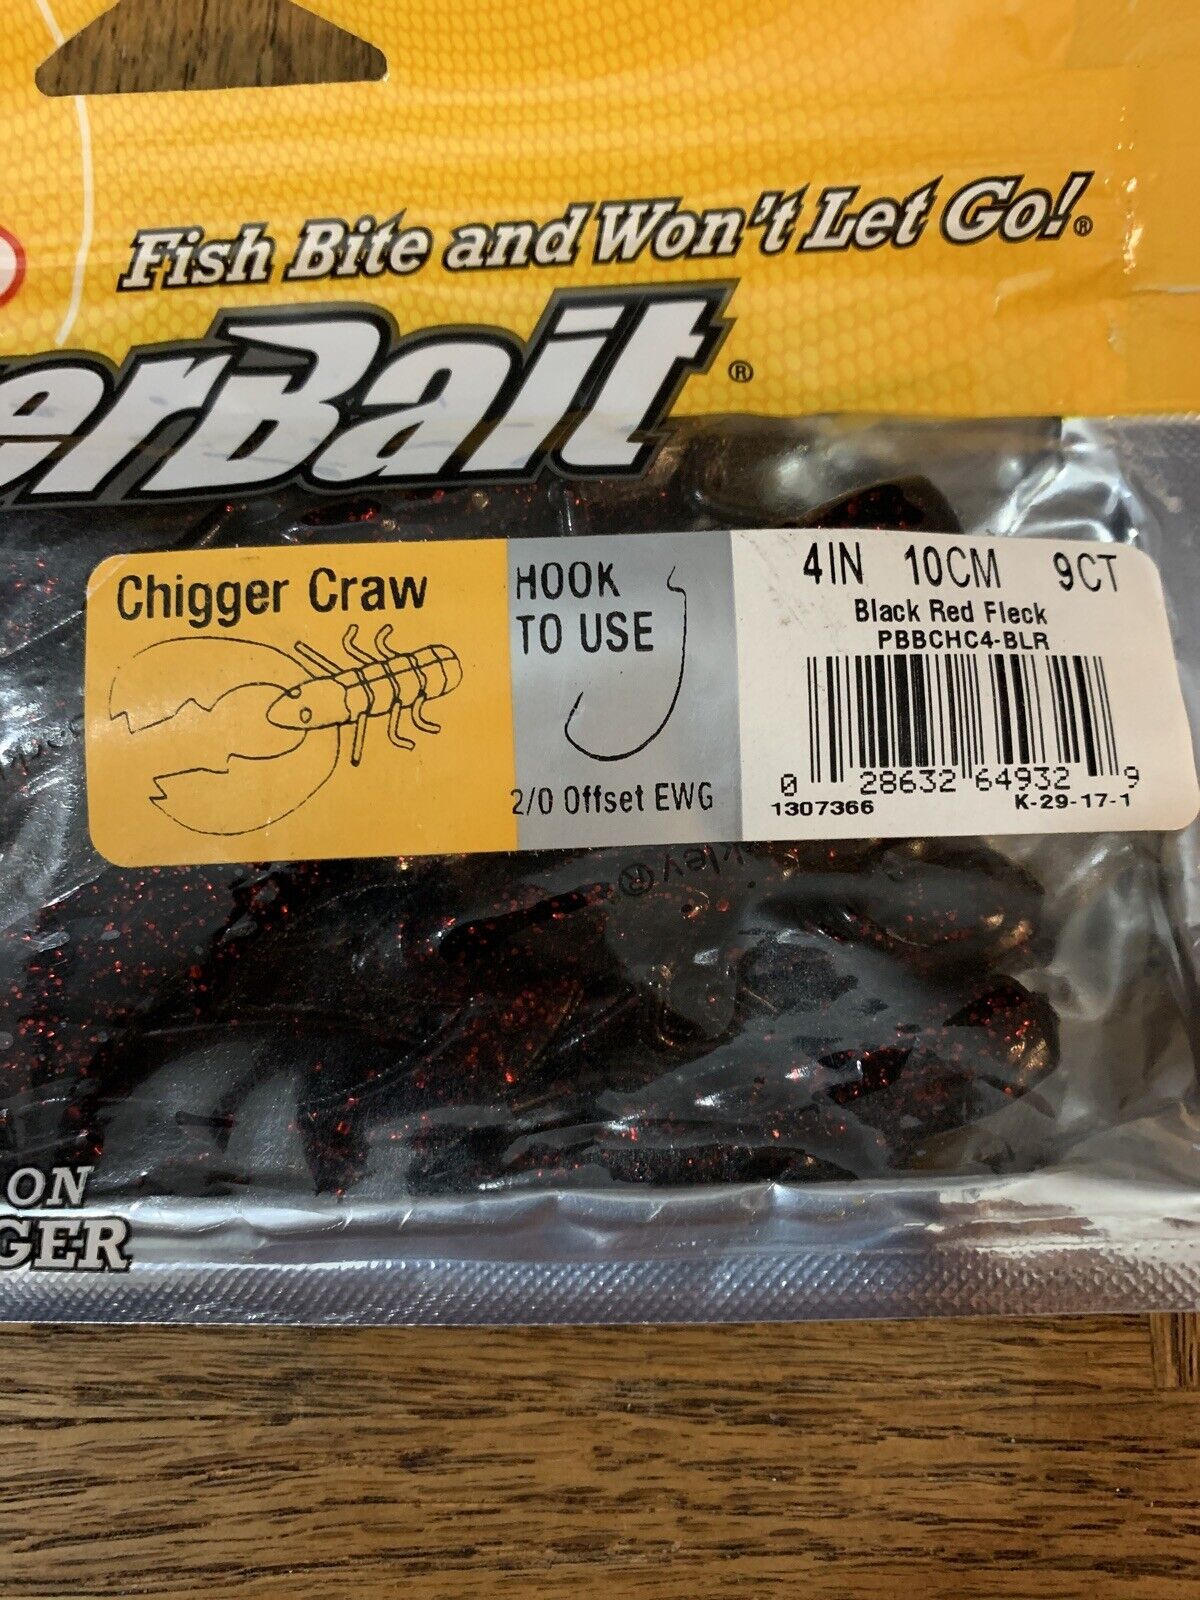 Fish Bite and Won't Let Go!®
erBait®
Chigger Craw
HOOK
TO USE
2/0 Offset EWG
4IN 10CM 9CT
Black Red Fleck
PBBCHC4-BLR
0 28632 64932 9
1307366 K-29-17-1
kley®
ON
GER